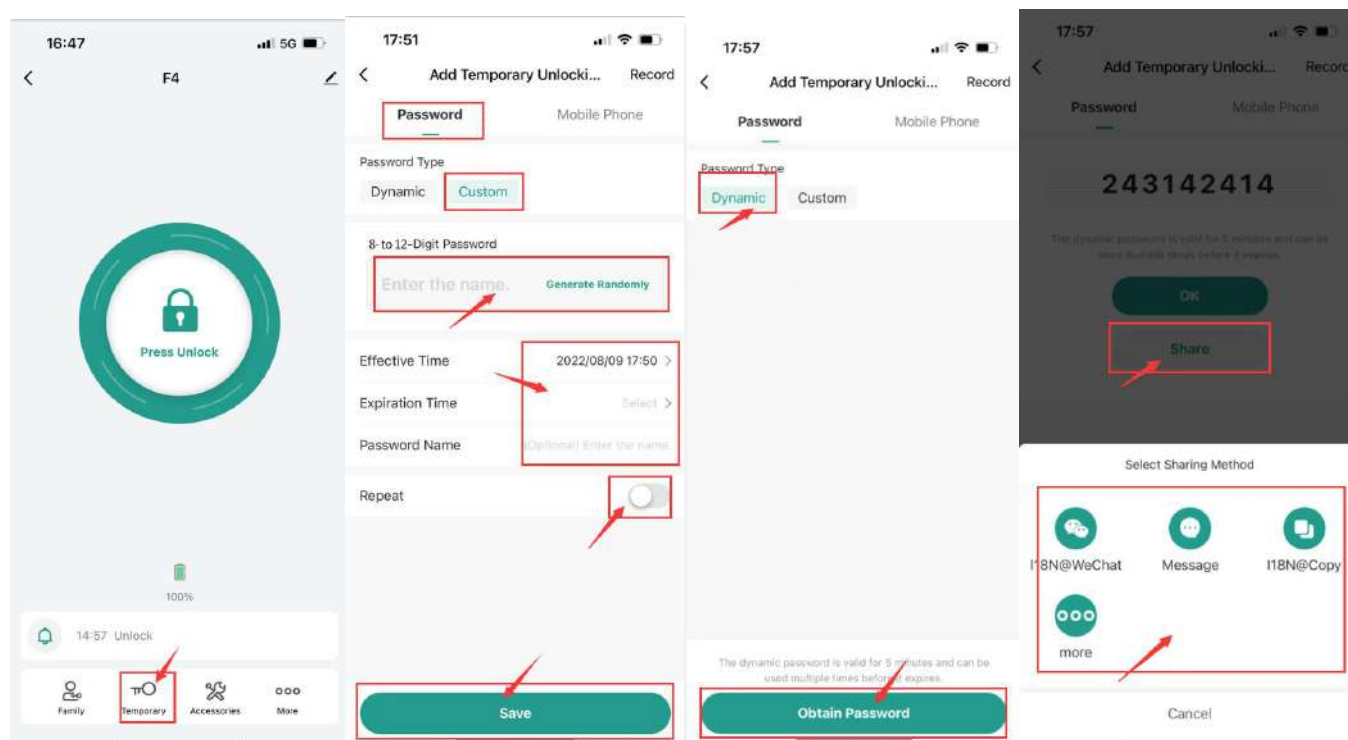 16:47
5G
F4
Press Unlock
100%
14:57 Unlock
Family
Temporary
Accessories
More
17:51
Add Temporary Unlocki...
Record
Password
Mobile Phone
Password Type
Dynamic
Custom
8- to 12-Digit Password
Enter the name.
Generate Randomly
Effective Time
2022/08/09 17:50 >
Expiration Time
Select >
Password Name
(Optional) Enter the name.
Repeat
Save
17:57
Add Temporary Unlocki...
Record
Password
Mobile Phone
Password Type
Dynamic
Custom
The dynamic password is valid for 5 minutes and can be
used multiple times before it expires.
Obtain Password
17:57
Add Temporary Unlocki...
Record
Password
Mobile Phone
243142414
The dynamic password is valid for 5 minutes and can be
used multiple times before it expires.
OK
Share
Select Sharing Method
I18N@WeChat
Message
I18N@Copy
more
Cancel